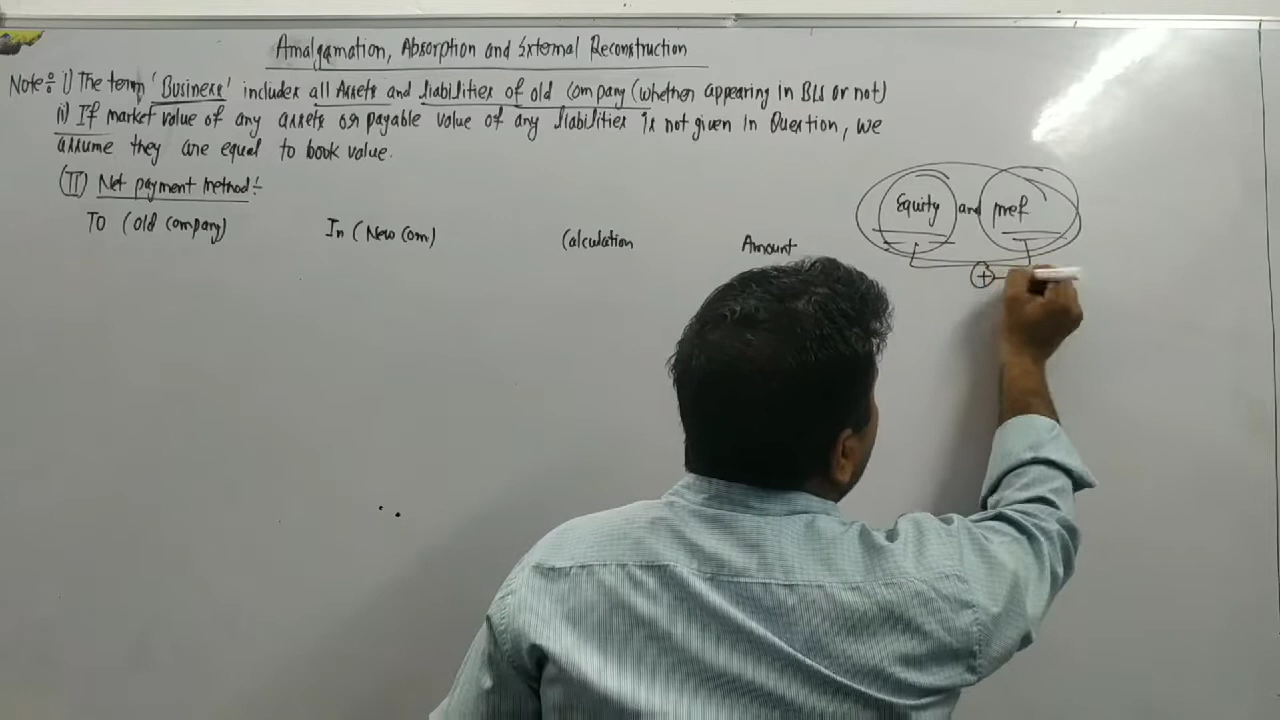 Amalgamation, Absorption and External Reconstruction
Note:- i) The term 'Business' includes all Assets and liabilities of old company (whether appearing in B/S or not)
ii) If market value of any assets or payable value of any liabilities is not given in Question, we
assume they are equal to book value.
(II) Net payment method:-
To (Old company) In (New com) Calculation Amount
Equity and pref
+